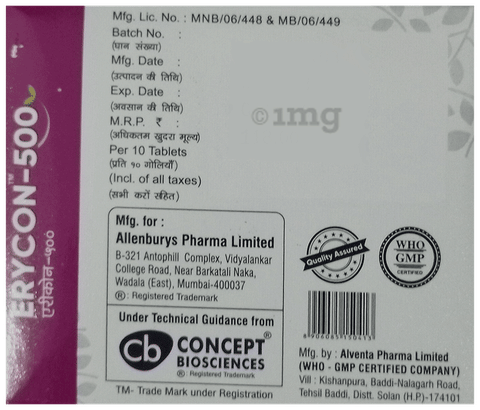 ERYCON-500™
एरीकोन-५००
Mfg. Lic. No. : MNB/06/448 & MB/06/449
Batch No. :
(घान संख्या)
Mfg. Date :
(उत्पादन की तिथि)
Exp. Date :
(अवसान की तिथि)
M.R.P. ₹ :
(अधिकतम खुदरा मूल्य)
Per 10 Tablets
(प्रति १० गोलियाँ)
(Incl. of all taxes)
(सभी करों सहित)
©1mg
Mfg. for :
Allenburys Pharma Limited
B-321 Antophill Complex, Vidyalankar
College Road, Near Barkatali Naka,
Wadala (East), Mumbai-400037
® : Registered Trademark
Under Technical Guidance from
cb CONCEPT ®
BIOSCIENCES
® : Registered Trademark
TM- Trade Mark under Registration
Quality Assured
WHO
GMP
CERTIFIED
8 906085 150413
Mfg. by : Alventa Pharma Limited
(WHO - GMP CERTIFIED COMPANY)
Vill : Kishanpura, Baddi-Nalagarh Road,
Tehsil Baddi, Distt. Solan (H.P.)-174101